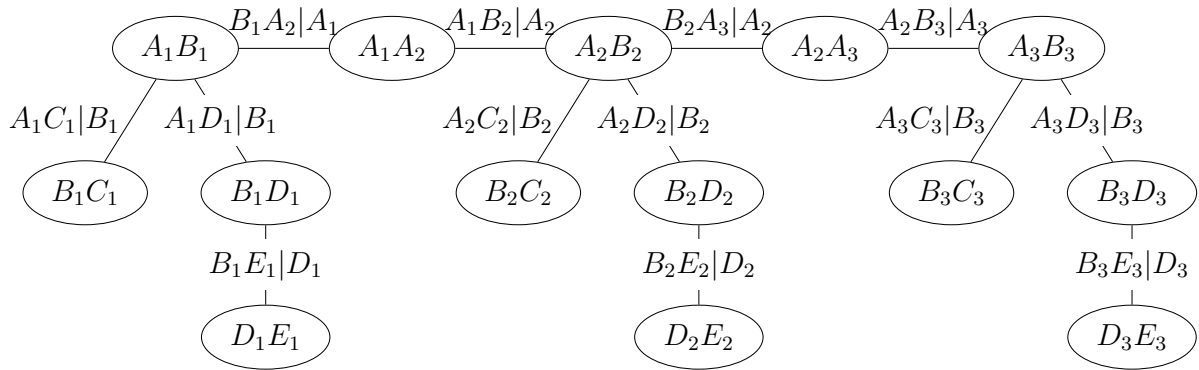 B₁A₂|A₁ A₁B₂|A₂ B₂A₃|A₂ A₂B₃|A₃
A₁B₁ A₁A₂ A₂B₂ A₂A₃ A₃B₃
A₁C₁|B₁ A₁D₁|B₁ A₂C₂|B₂ A₂D₂|B₂ A₃C₃|B₃ A₃D₃|B₃
B₁C₁ B₁D₁ B₂C₂ B₂D₂ B₃C₃ B₃D₃
B₁E₁|D₁ B₂E₂|D₂ B₃E₃|D₃
D₁E₁ D₂E₂ D₃E₃